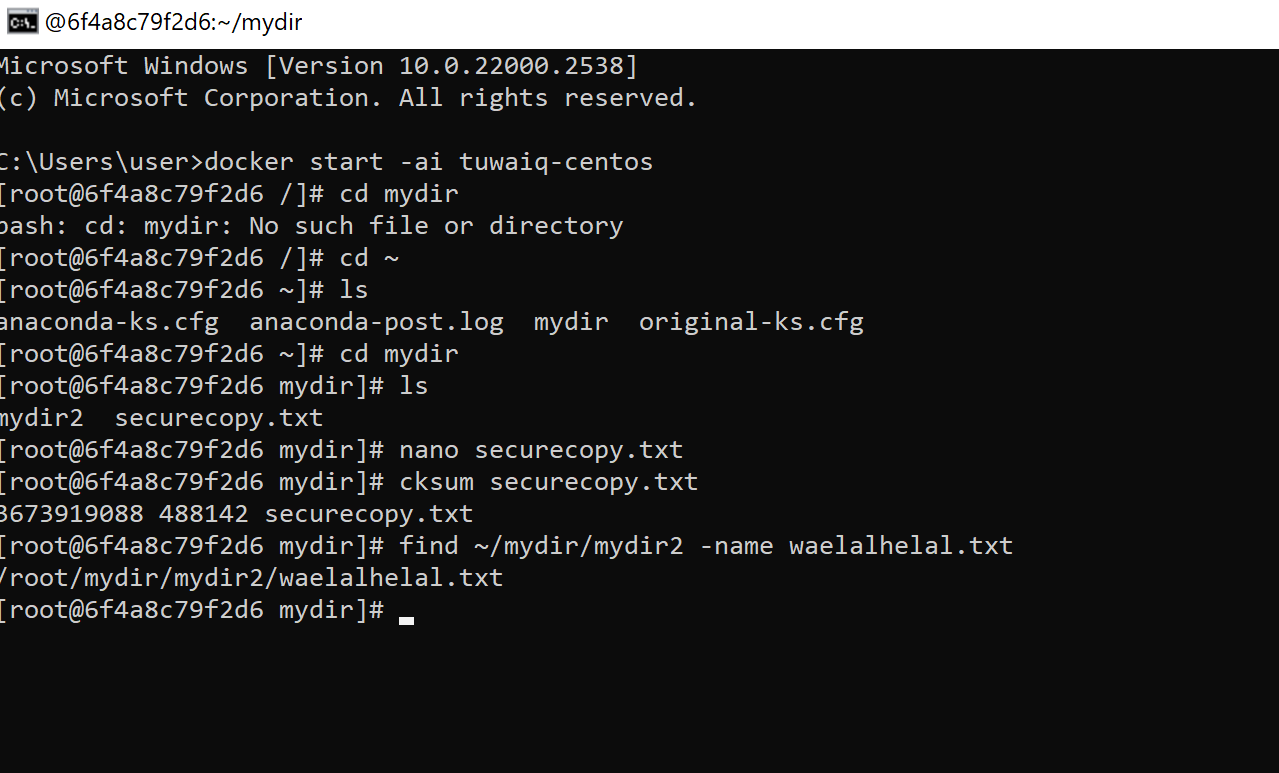 @6f4a8c79f2d6:~/mydir
Microsoft Windows [Version 10.0.22000.2538]
(c) Microsoft Corporation. All rights reserved.
C:\Users\user>docker start -ai tuwaiq-centos
[root@6f4a8c79f2d6 /]# cd mydir
bash: cd: mydir: No such file or directory
[root@6f4a8c79f2d6 /]# cd ~
[root@6f4a8c79f2d6 ~]# ls
anaconda-ks.cfg  anaconda-post.log  mydir  original-ks.cfg
[root@6f4a8c79f2d6 ~]# cd mydir
[root@6f4a8c79f2d6 mydir]# ls
mydir2  securecopy.txt
[root@6f4a8c79f2d6 mydir]# nano securecopy.txt
[root@6f4a8c79f2d6 mydir]# cksum securecopy.txt
3673919088 488142 securecopy.txt
[root@6f4a8c79f2d6 mydir]# find ~/mydir/mydir2 -name waelalhelal.txt
/root/mydir/mydir2/waelalhelal.txt
[root@6f4a8c79f2d6 mydir]#